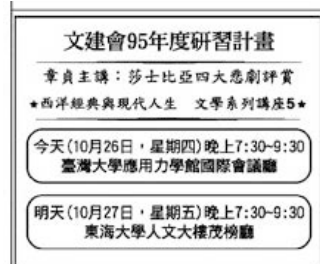 文建會95年度研習計畫
章貞主講：莎士比亞四大悲劇評賞
★西洋經典與現代人生 文學系列講座5★
今天(10月26日，星期四)晚上7:30~9:30
臺灣大學應用力學館國際會議廳
明天(10月27日，星期五)晚上7:30~9:30
東海大學人文大樓茂榜廳